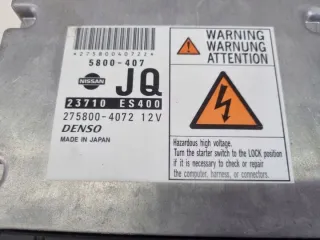 4275800407224
5800-407
NISSAN
JQ
23710 ES400
275800-4072 12V
DENSO
MADE IN JAPAN
WARNING
WARNUNG
ATTENTION
Hazardous high voltage.
Turn the starter switch to the LOCK position
if it is necessary to check or repair
the computer, harness, or connectors.